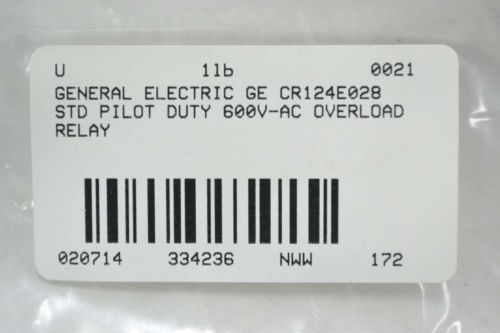 U 1lb 0021
GENERAL ELECTRIC GE CR124E028
STD PILOT DUTY 600V-AC OVERLOAD
RELAY
020714 334236 NWW 172